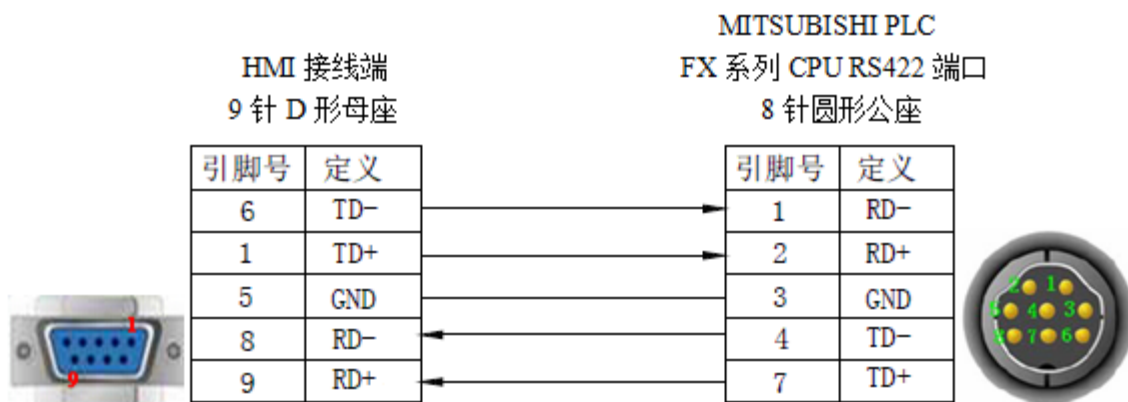 MITSUBISHI PLC
HMI 接线端
FX 系列 CPU RS422 端口
9 针 D 形母座
8 针圆形公座
引脚号 定义
引脚号 定义
6 TD-
1 RD-
1 TD+
2 RD+
5 GND
3 GND
8 RD-
4 TD-
9 RD+
7 TD+
1
9
2 1
5 4 3
8 7 6